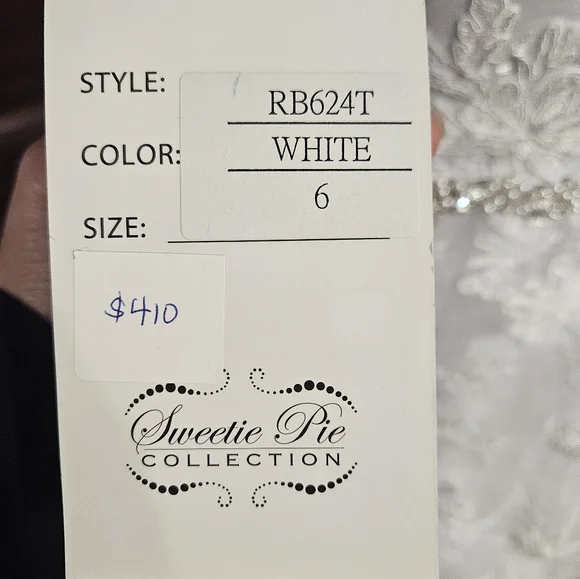 STYLE: RB624T
COLOR: WHITE
SIZE: 6
$410
Sweetie Pie
COLLECTION